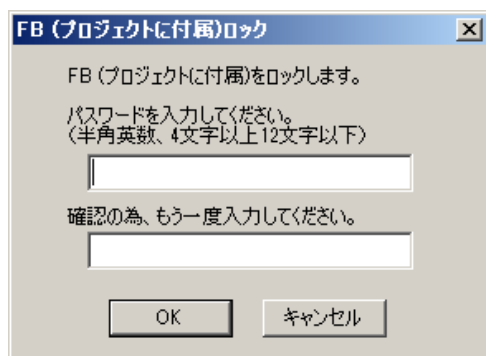 FB (プロジェクトに付属)ロック
FB (プロジェクトに付属)をロックします。
パスワードを入力してください。
(半角英数、4文字以上12文字以下)
確認の為、もう一度入力してください。
OK
キャンセル